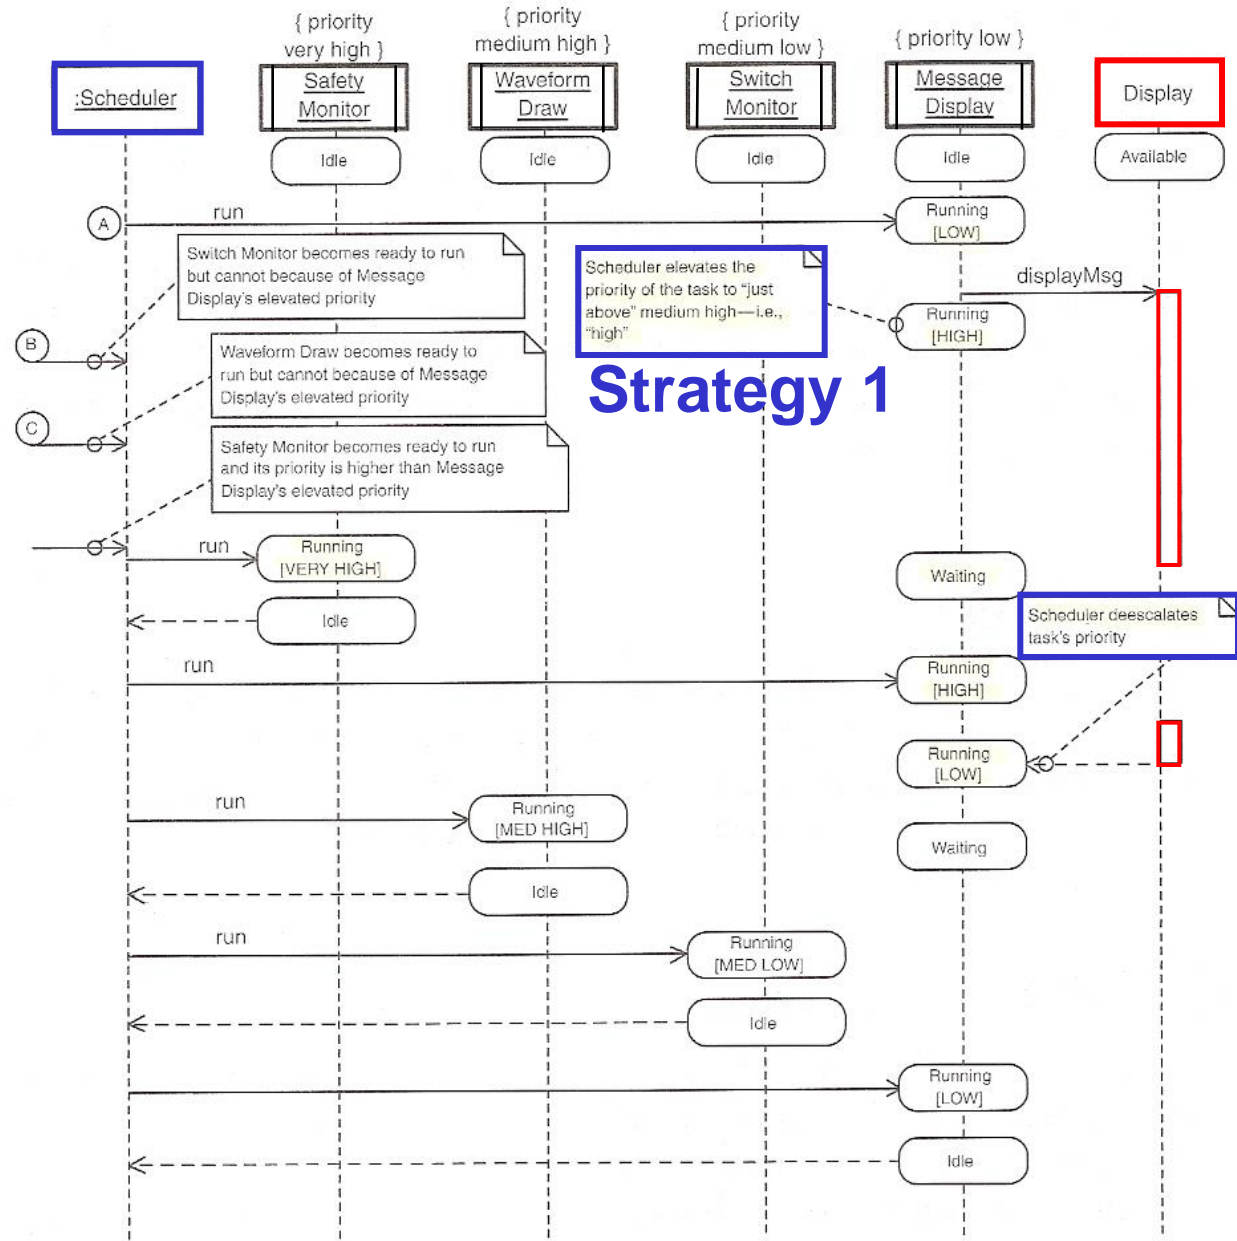 { priority
very high }
{ priority
medium high }
{ priority
medium low }
{ priority low }
:Scheduler
Safety
Monitor
Waveform
Draw
Switch
Monitor
Message
Display
Display
Idle
Idle
Idle
Idle
Available
A
run
Running
[LOW]
Switch Monitor becomes ready to run
but cannot because of Message
Display's elevated priority
Scheduler elevates the
priority of the task to "just
above" medium high—i.e.,
"high"
displayMsg
Running
[HIGH]
B
Waveform Draw becomes ready to
run but cannot because of Message
Display's elevated priority
Strategy 1
C
Safety Monitor becomes ready to run
and its priority is higher than Message
Display's elevated priority
run
Running
[VERY HIGH]
Waiting
Idle
Scheduler deescalates
task's priority
run
Running
[HIGH]
Running
[LOW]
run
Running
[MED HIGH]
Waiting
Idle
run
Running
[MED LOW]
Idle
Running
[LOW]
Idle